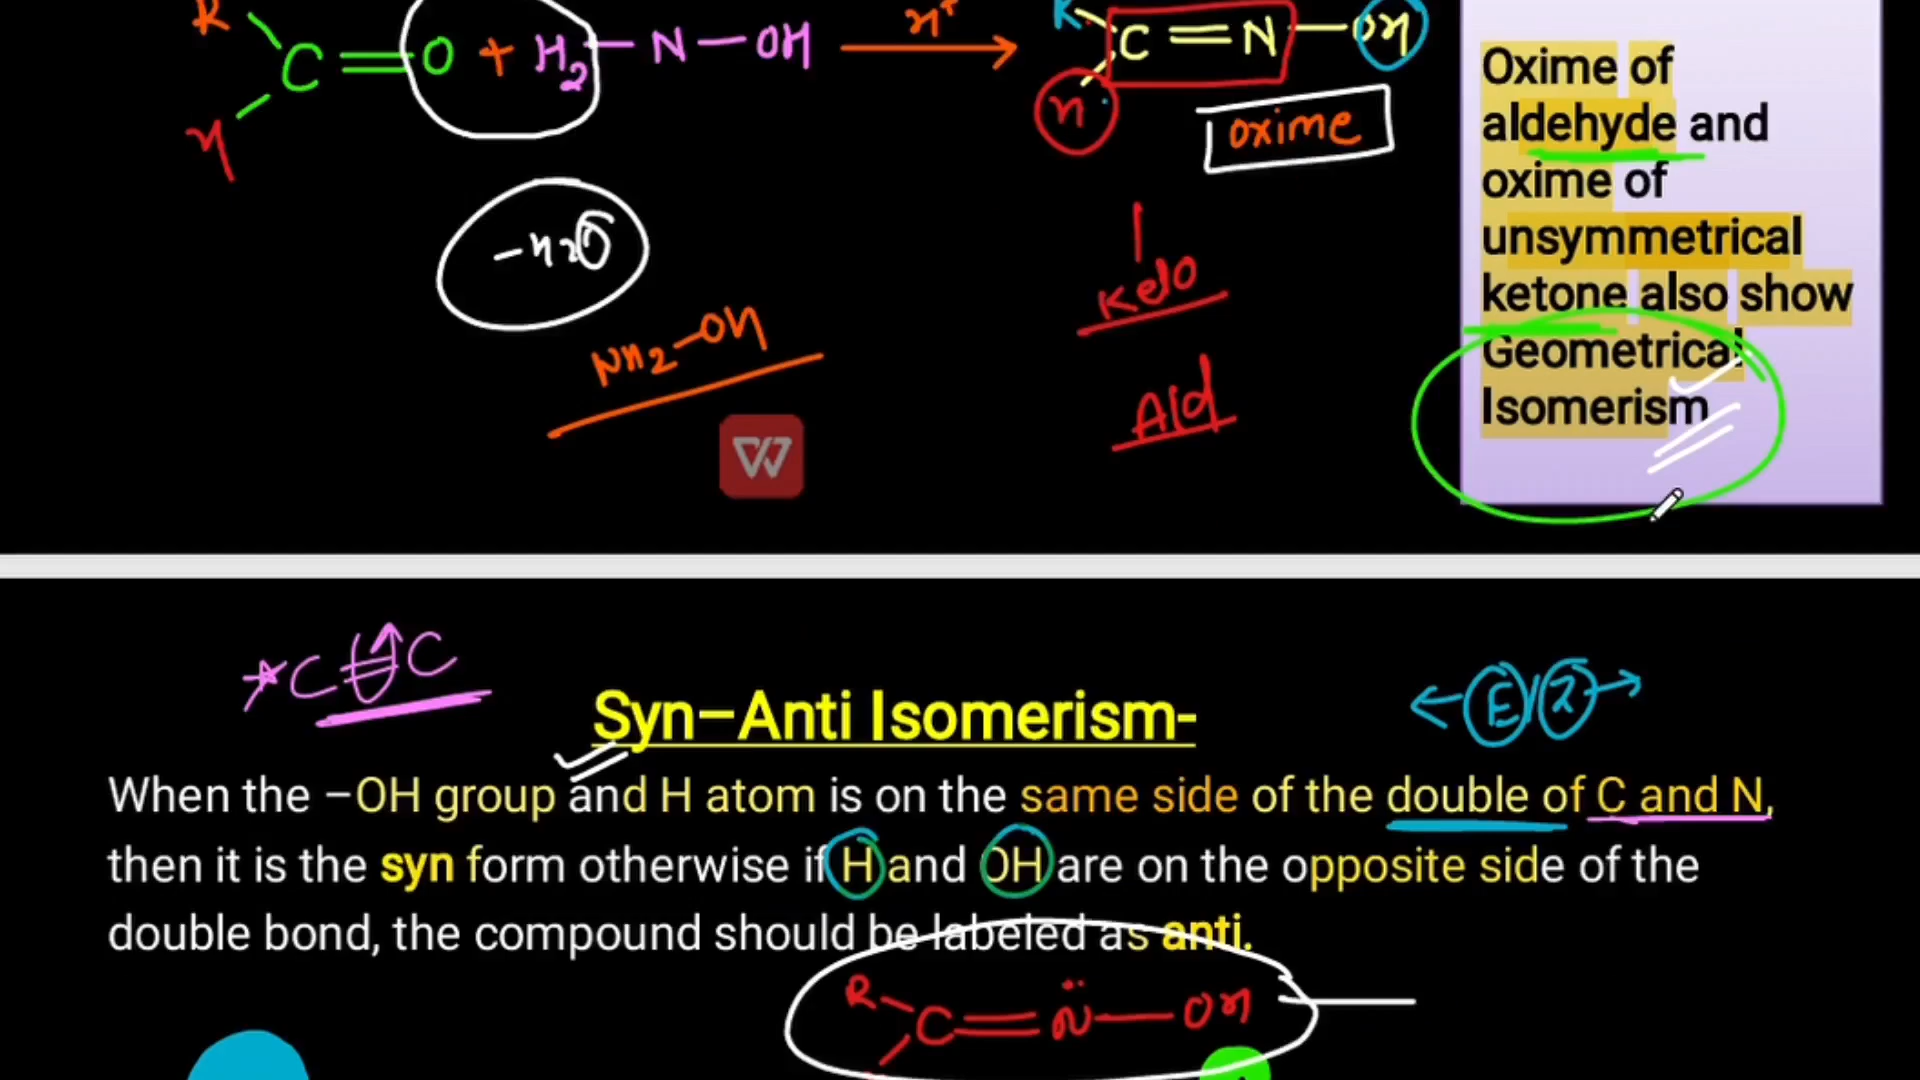 R
C = O + H2 - N - OH
H+
R
C = N - OH
H
H
oxime
-H2O
NH2-OH
Keto
Ald
Oxime of
aldehyde and
oxime of
unsymmetrical
ketone also show
Geometrical
Isomerism
C = C
Syn–Anti Isomerism-
E/Z
When the –OH group and H atom is on the same side of the double of C and N,
then it is the syn form otherwise if H and OH are on the opposite side of the
double bond, the compound should be labeled as anti.
R
C = N̈ - OH